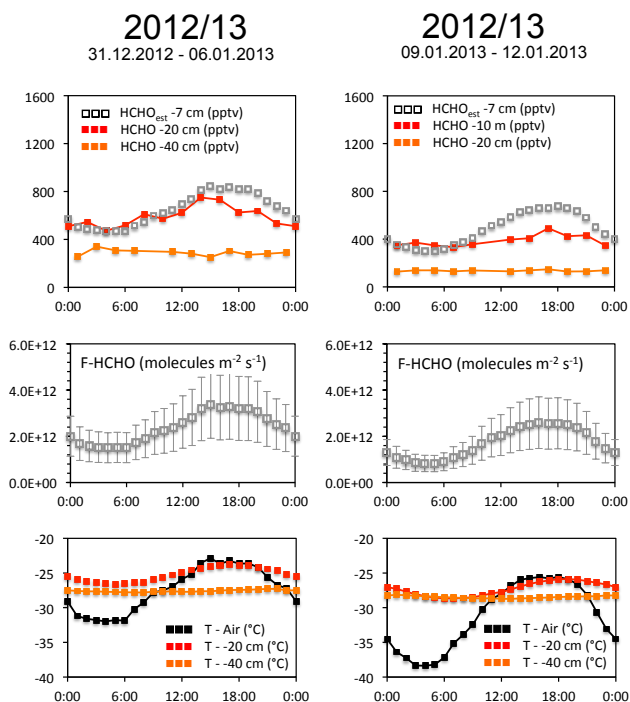 2012/13
31.12.2012 - 06.01.2013
2012/13
09.01.2013 - 12.01.2013
1600
1200
800
400
0
HCHOest -7 cm (pptv)
HCHO -20 cm (pptv)
HCHO -40 cm (pptv)
0:00 6:00 12:00 18:00 0:00
1600
1200
800
400
0
HCHOest -7 cm (pptv)
HCHO -10 m (pptv)
HCHO -20 cm (pptv)
0:00 6:00 12:00 18:00 0:00
6.0E+12
4.0E+12
2.0E+12
0.0E+00
F-HCHO (molecules m-2 s-1)
0:00 6:00 12:00 18:00 0:00
6.0E+12
4.0E+12
2.0E+12
0.0E+00
F-HCHO (molecules m-2 s-1)
0:00 6:00 12:00 18:00 0:00
-20
-25
-30
-35
-40
T - Air (°C)
T - -20 cm (°C)
T - -40 cm (°C)
0:00 6:00 12:00 18:00 0:00
-20
-25
-30
-35
-40
T - Air (°C)
T - -20 cm (°C)
T - -40 cm (°C)
0:00 6:00 12:00 18:00 0:00